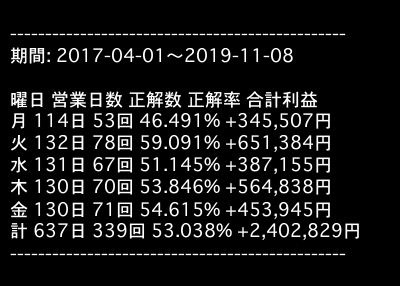 ------------------------------------------------
期間: 2017-04-01～2019-11-08
曜日 営業日数 正解数 正解率 合計利益
月 114日 53回 46.491% +345,507円
火 132日 78回 59.091% +651,384円
水 131日 67回 51.145% +387,155円
木 130日 70回 53.846% +564,838円
金 130日 71回 54.615% +453,945円
計 637日 339回 53.038% +2,402,829円
------------------------------------------------